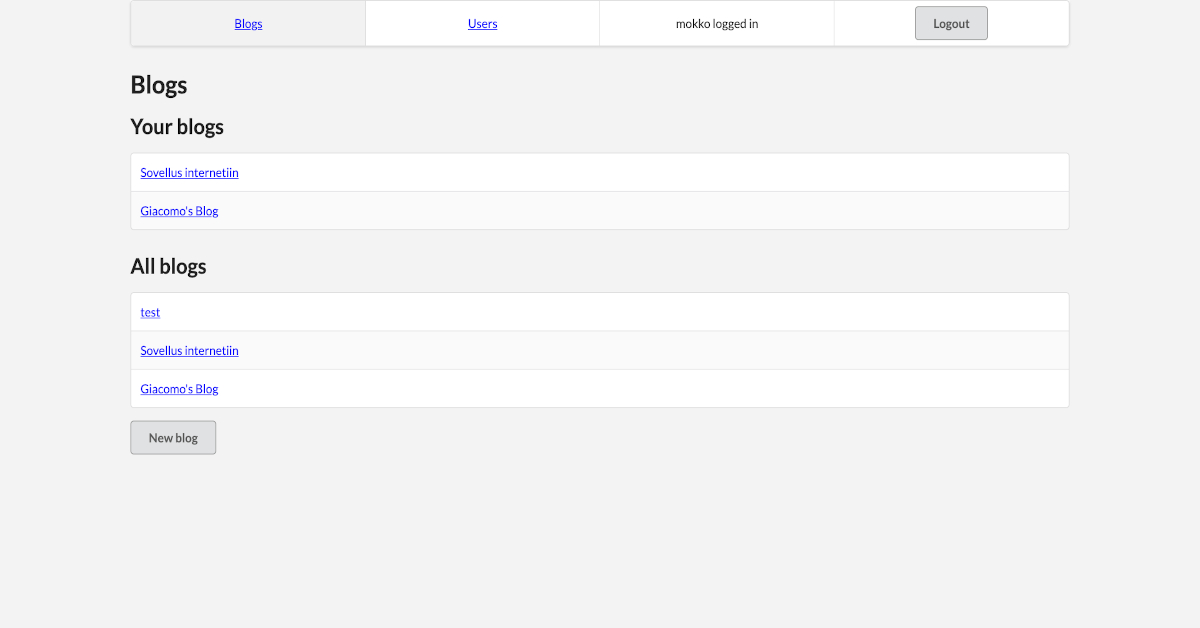 Blogs
Users
mokko logged in
Logout
Blogs
Your blogs
Sovellus internetiin
Giacomo's Blog
All blogs
test
Sovellus internetiin
Giacomo's Blog
New blog